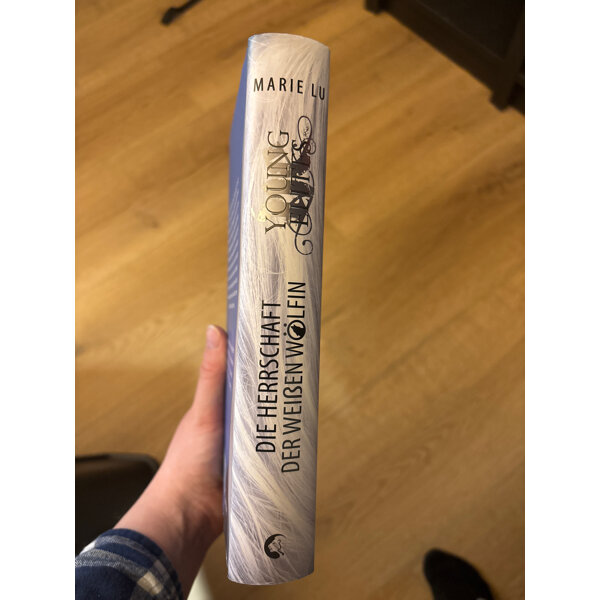 MARIE LU
YOUNG
ELITES
DIE HERRSCHAFT
DER WEIẞEN WÖLFIN